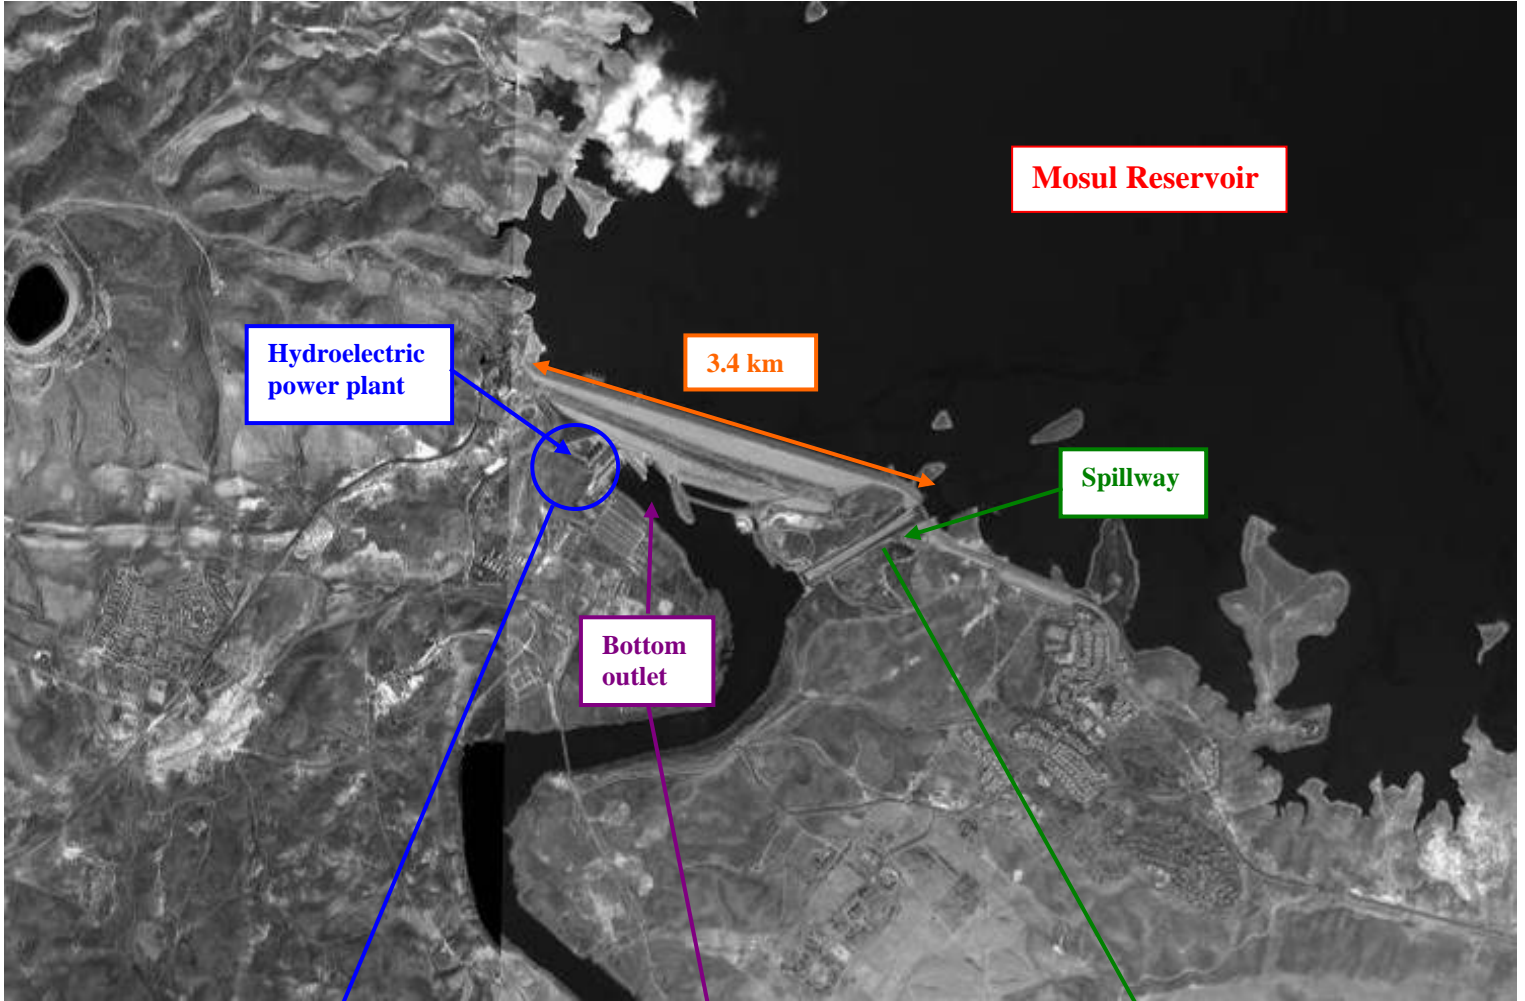 Mosul Reservoir
Hydroelectric
power plant
3.4 km
Spillway
Bottom
outlet